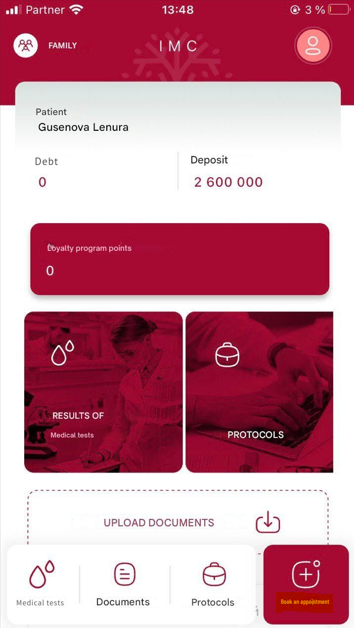 Partner 13:48 3 %
FAMILY IMC
Patient
Gusenova Lenura
Debt Deposit
0 2 600 000
Loyalty program points
0
RESULTS OF
Medical tests
PROTOCOLS
UPLOAD DOCUMENTS
Medical tests Documents Protocols Book an appointment